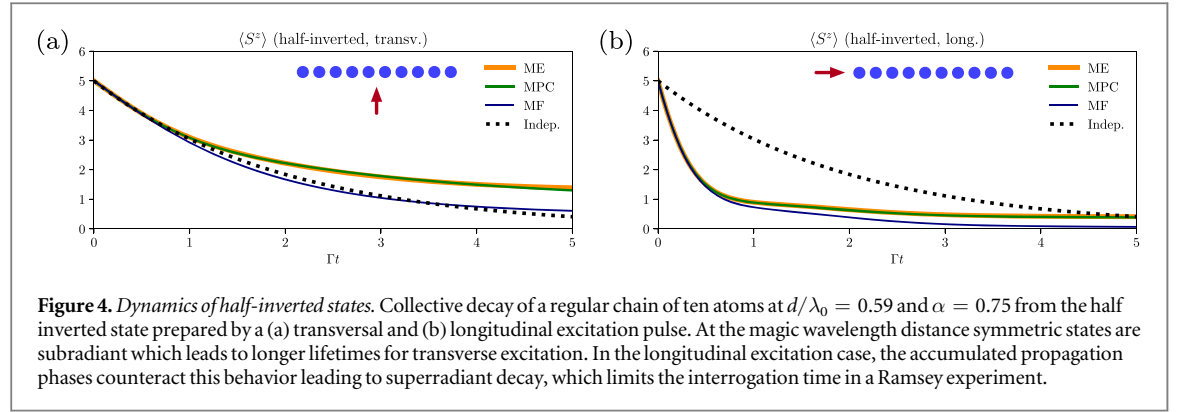 (a)
⟨S^z⟩ (half-inverted, transv.)
6
5
4
3
2
1
0
0 1 2 3 4 5
Γt
ME
MPC
MF
Indep.
(b)
⟨S^z⟩ (half-inverted, long.)
6
5
4
3
2
1
0
0 1 2 3 4 5
Γt
ME
MPC
MF
Indep.
Figure 4. Dynamics of half-inverted states. Collective decay of a regular chain of ten atoms at d/λ₀ = 0.59 and α = 0.75 from the half
inverted state prepared by a (a) transversal and (b) longitudinal excitation pulse. At the magic wavelength distance symmetric states are
subradiant which leads to longer lifetimes for transverse excitation. In the longitudinal excitation case, the accumulated propagation
phases counteract this behavior leading to superradiant decay, which limits the interrogation time in a Ramsey experiment.